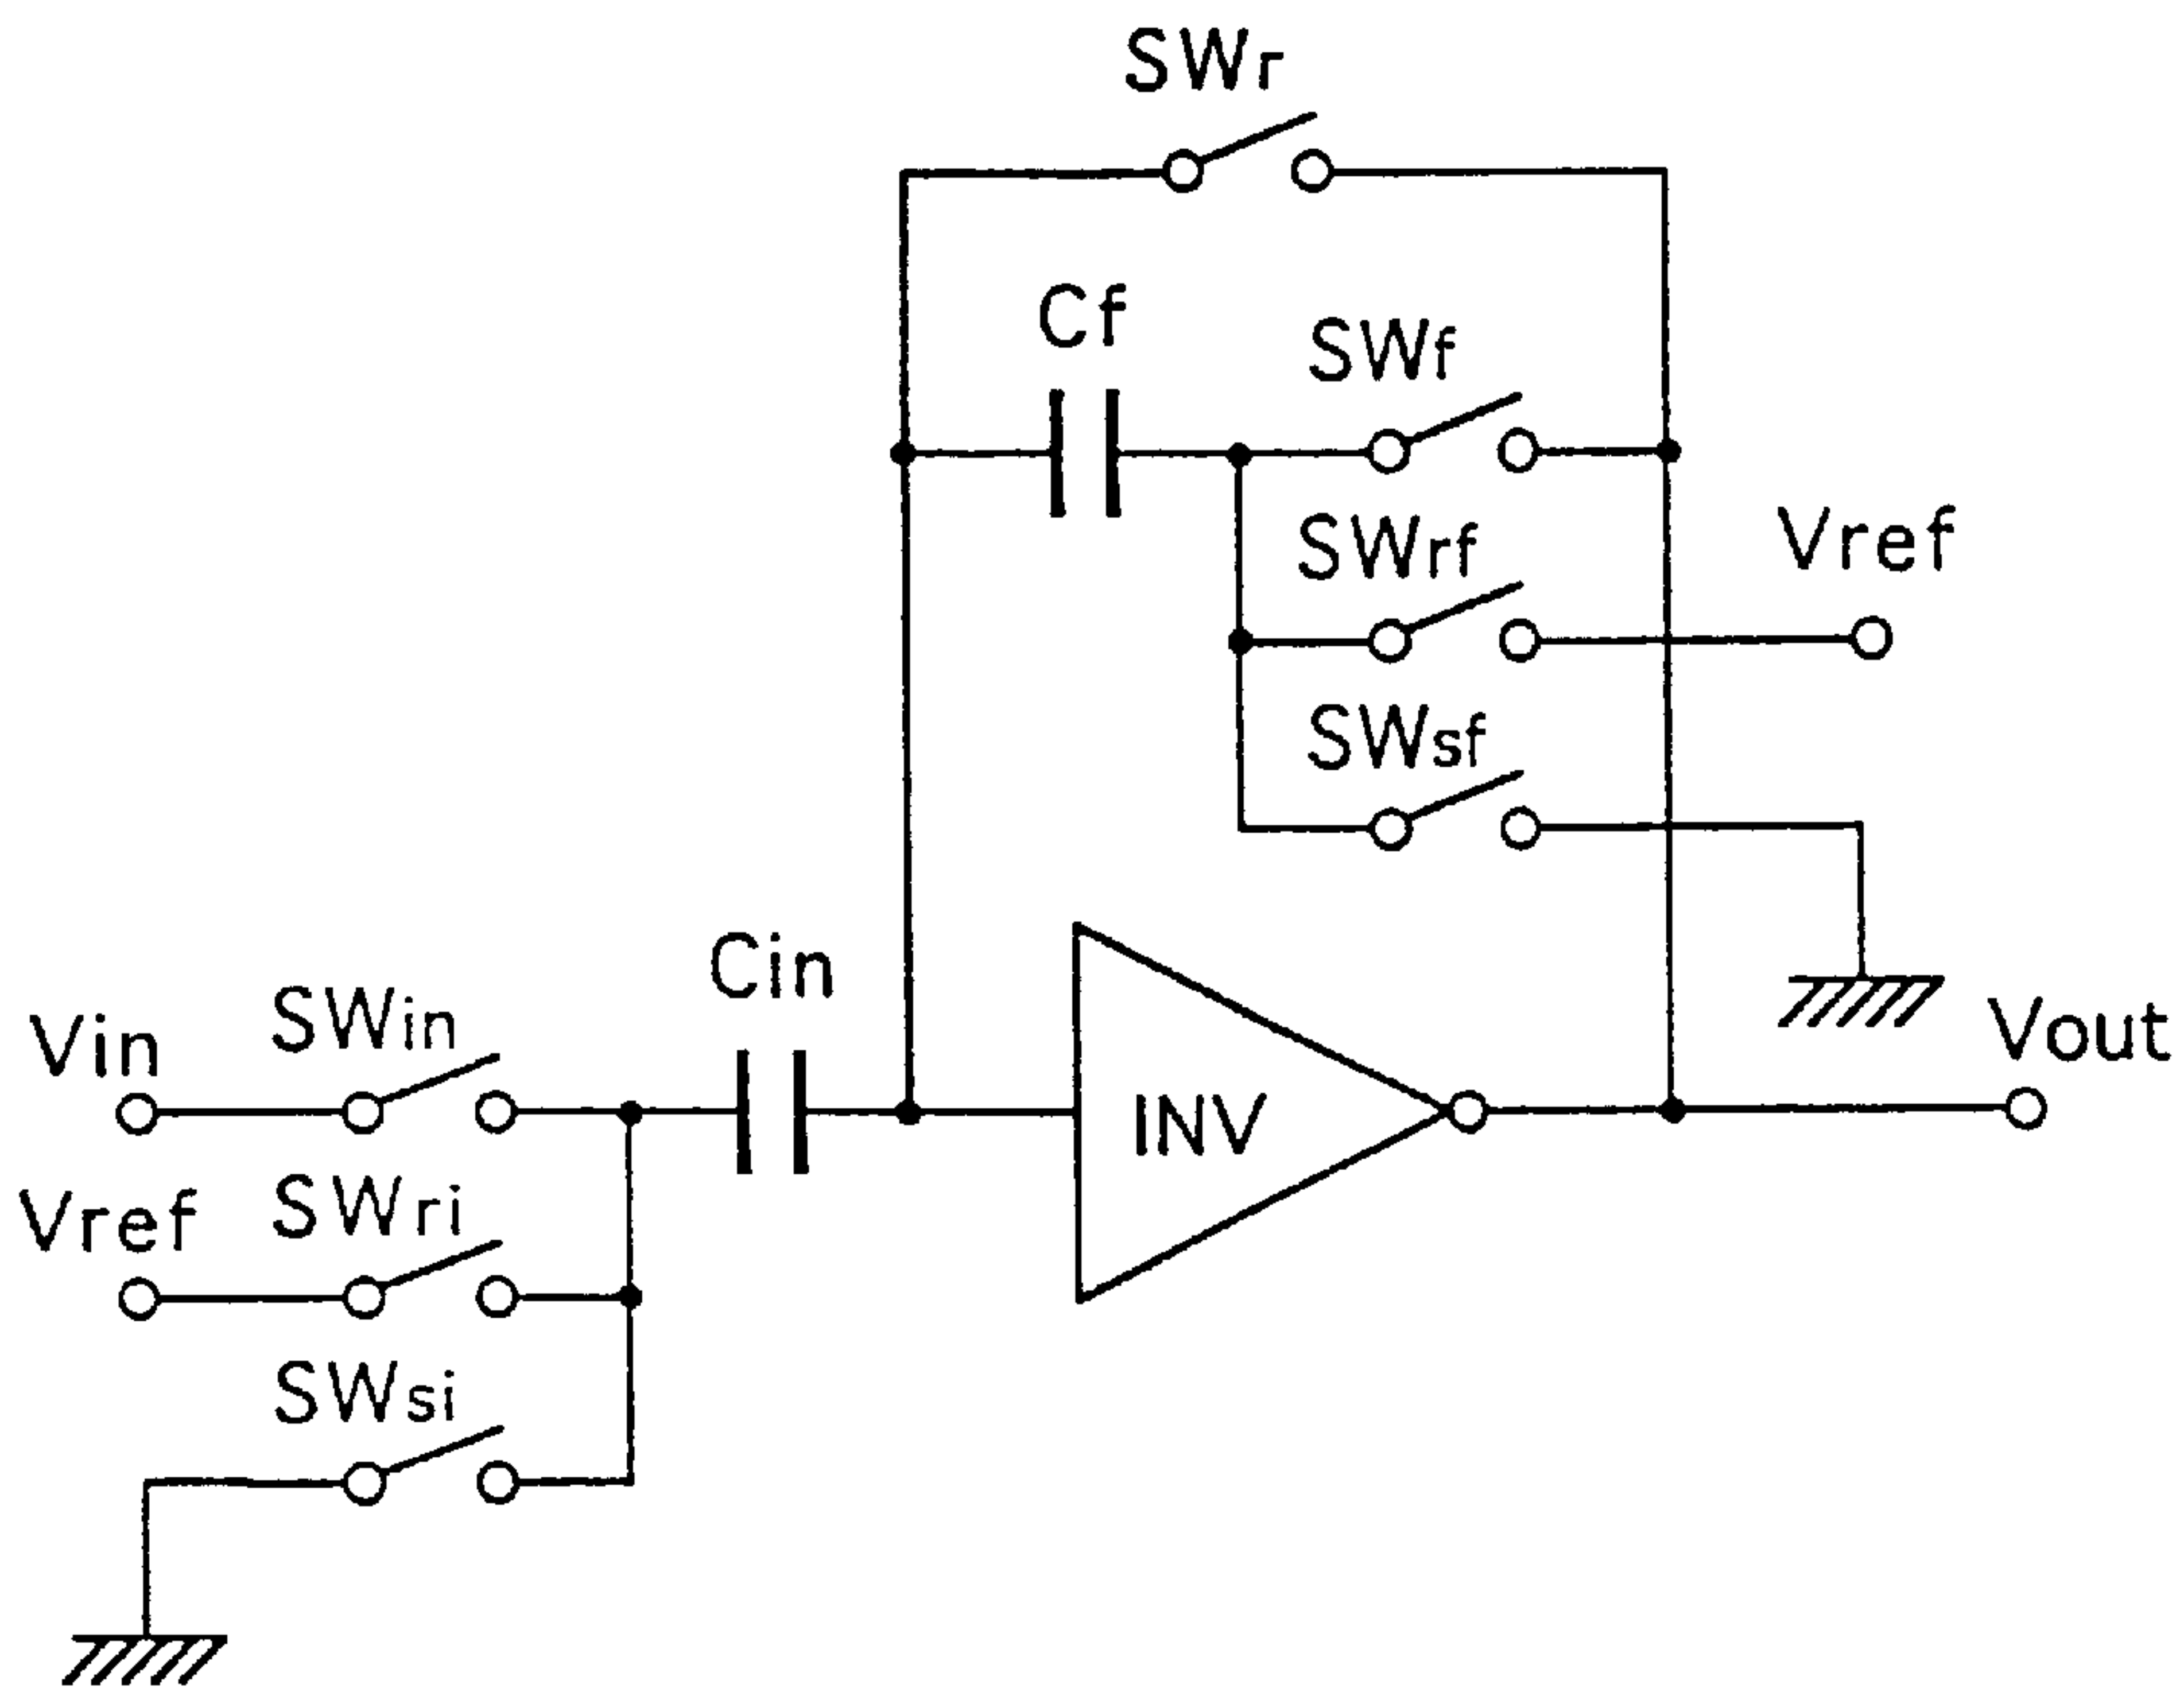 SWr
Cf
SWf
SWrf
Vref
SWsf
Cin
SWin
Vin
Vout
INV
SWri
Vref
SWsi